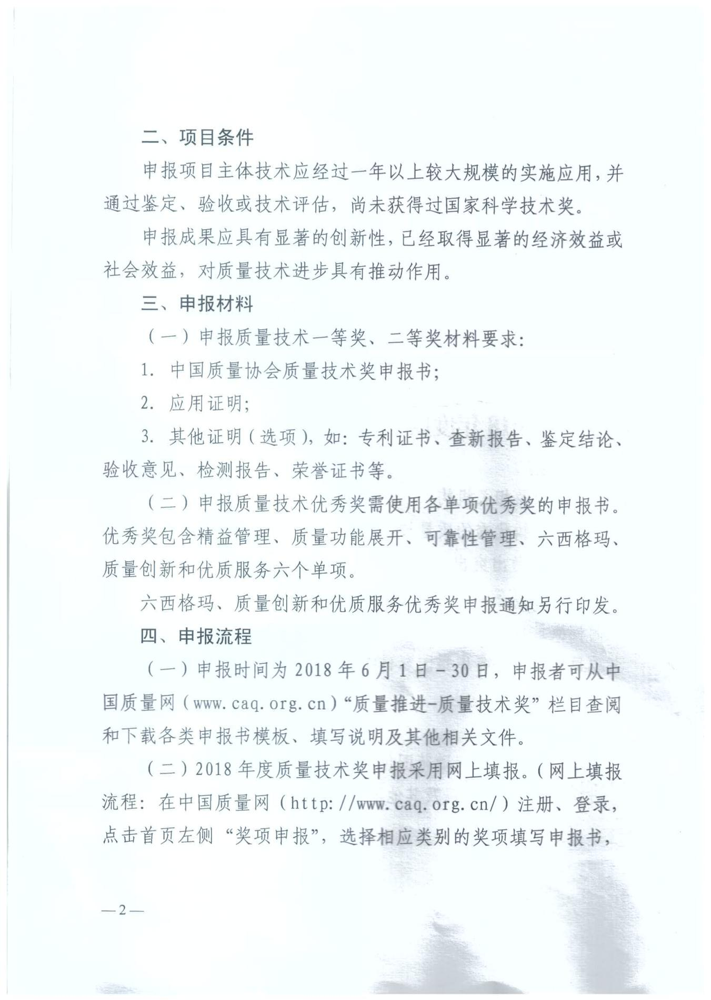 二、项目条件
申报项目主体技术应经过一年以上较大规模的实施应用，并
通过鉴定、验收或技术评估，尚未获得过国家科学技术奖。
申报成果应具有显著的创新性，已经取得显著的经济效益或
社会效益，对质量技术进步具有推动作用。
三、申报材料
（一）申报质量技术一等奖、二等奖材料要求：
1. 中国质量协会质量技术奖申报书；
2. 应用证明；
3. 其他证明（选项），如：专利证书、查新报告、鉴定结论、
验收意见、检测报告、荣誉证书等。
（二）申报质量技术优秀奖需使用各单项优秀奖的申报书。
优秀奖包含精益管理、质量功能展开、可靠性管理、六西格玛、
质量创新和优质服务六个单项。
六西格玛、质量创新和优质服务优秀奖申报通知另行印发。
四、申报流程
（一）申报时间为 2018 年 6 月 1 日－30 日，申报者可从中
国质量网（www.caq.org.cn）“质量推进-质量技术奖”栏目查阅
和下载各类申报书模板、填写说明及其他相关文件。
（二）2018 年度质量技术奖申报采用网上填报。（网上填报
流程：在中国质量网（http://www.caq.org.cn/）注册、登录，
点击首页左侧“奖项申报”，选择相应类别的奖项填写申报书，
— 2 —